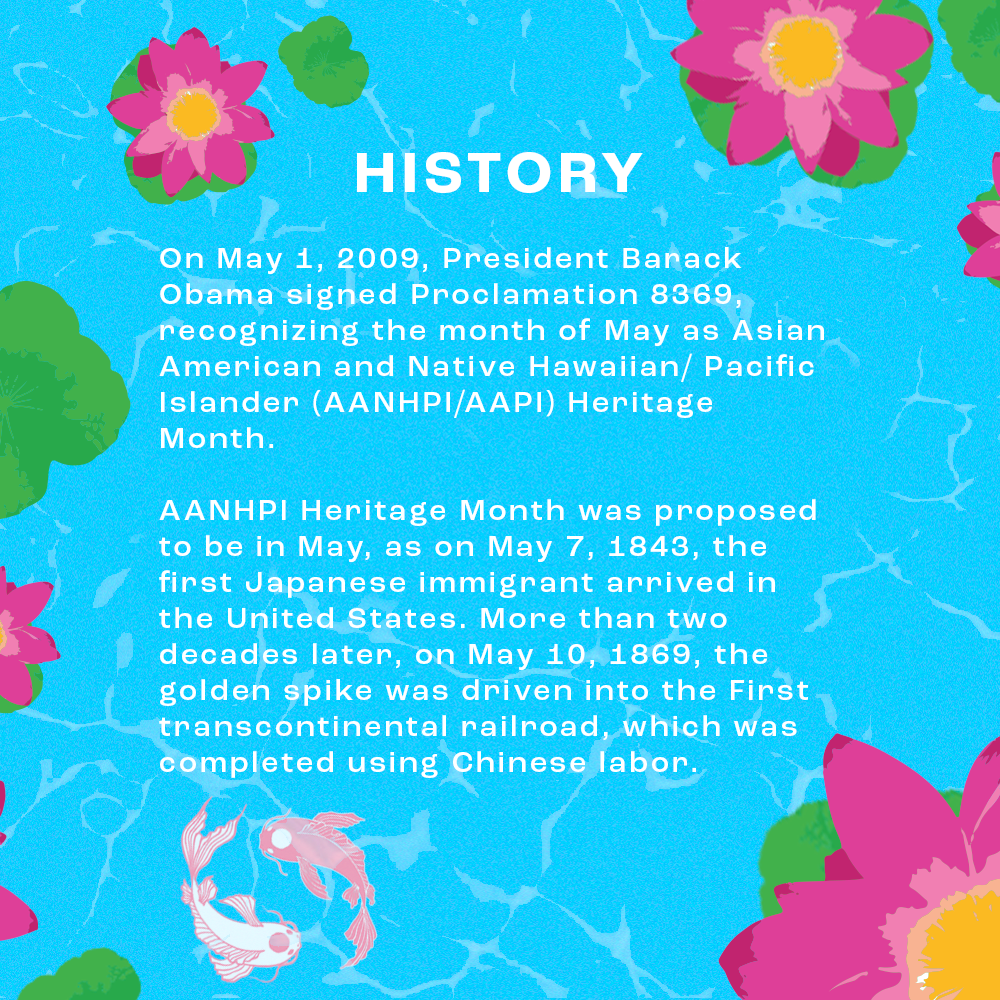 HISTORY
On May 1, 2009, President Barack
Obama signed Proclamation 8369,
recognizing the month of May as Asian
American and Native Hawaiian/ Pacific
Islander (AANHPI/AAPI) Heritage
Month.
AANHPI Heritage Month was proposed
to be in May, as on May 7, 1843, the
first Japanese immigrant arrived in
the United States. More than two
decades later, on May 10, 1869, the
golden spike was driven into the First
transcontinental railroad, which was
completed using Chinese labor.